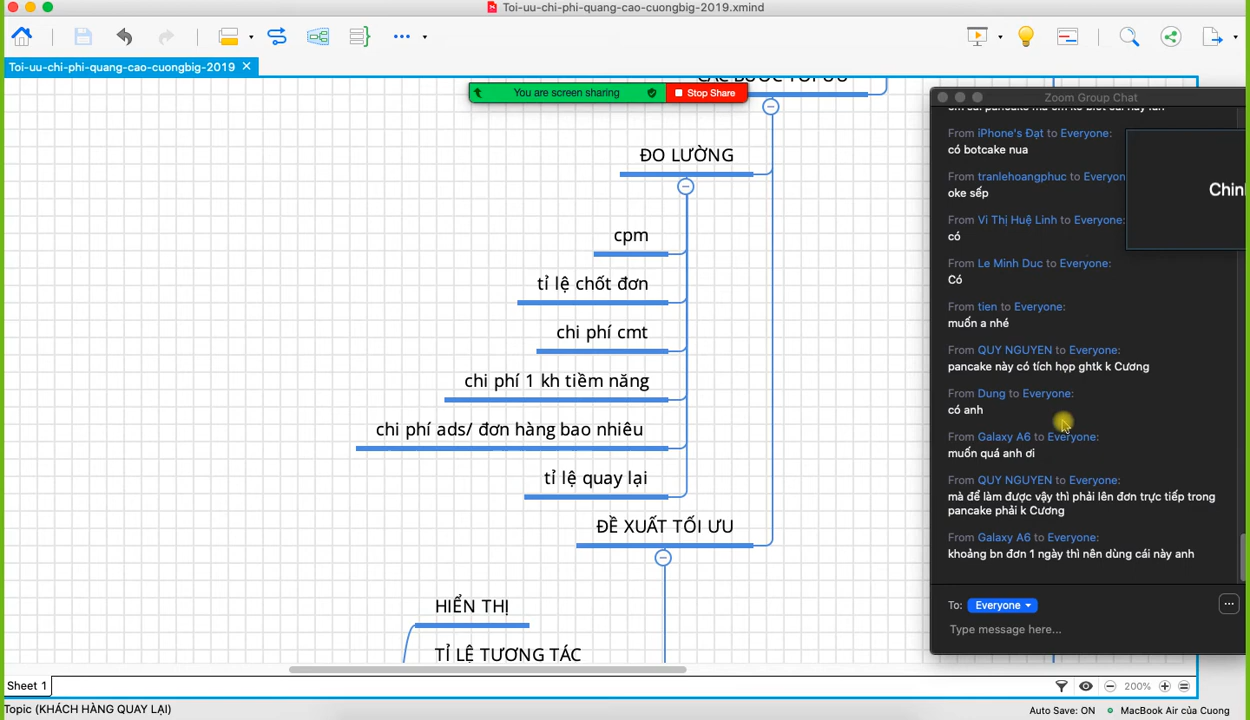 Toi-uu-chi-phi-quang-cao-cuongbig-2019.xmind
Toi-uu-chi-phi-quang-cao-cuongbig-2019
CÁC BƯỚC TỐI ƯU
You are screen sharing
Stop Share
ĐO LƯỜNG
cpm
tỉ lệ chốt đơn
chi phí cmt
chi phí 1 kh tiềm năng
chi phí ads/ đơn hàng bao nhiêu
tỉ lệ quay lại
ĐỀ XUẤT TỐI ƯU
HIỂN THỊ
TỈ LỆ TƯƠNG TÁC
Zoom Group Chat
From iPhone's Đạt to Everyone:
có botcake nua
From tranlehoangphuc to Everyon
oke sếp
From Vi Thị Huệ Linh to Everyone:
có
From Le Minh Duc to Everyone:
Có
From tien to Everyone:
muốn a nhé
From QUY NGUYEN to Everyone:
pancake này có tích họp ghtk k Cương
From Dung to Everyone:
có anh
From Galaxy A6 to Everyone:
muốn quá anh ơi
From QUY NGUYEN to Everyone:
mà để làm được vậy thì phải lên đơn trực tiếp trong
pancake phải k Cương
From Galaxy A6 to Everyone:
khoảng bn đơn 1 ngày thì nên dùng cái này anh
To: Everyone
Type message here...
Chin
Sheet 1
200%
Topic (KHÁCH HÀNG QUAY LẠI)
Auto Save: ON
MacBook Air của Cuong